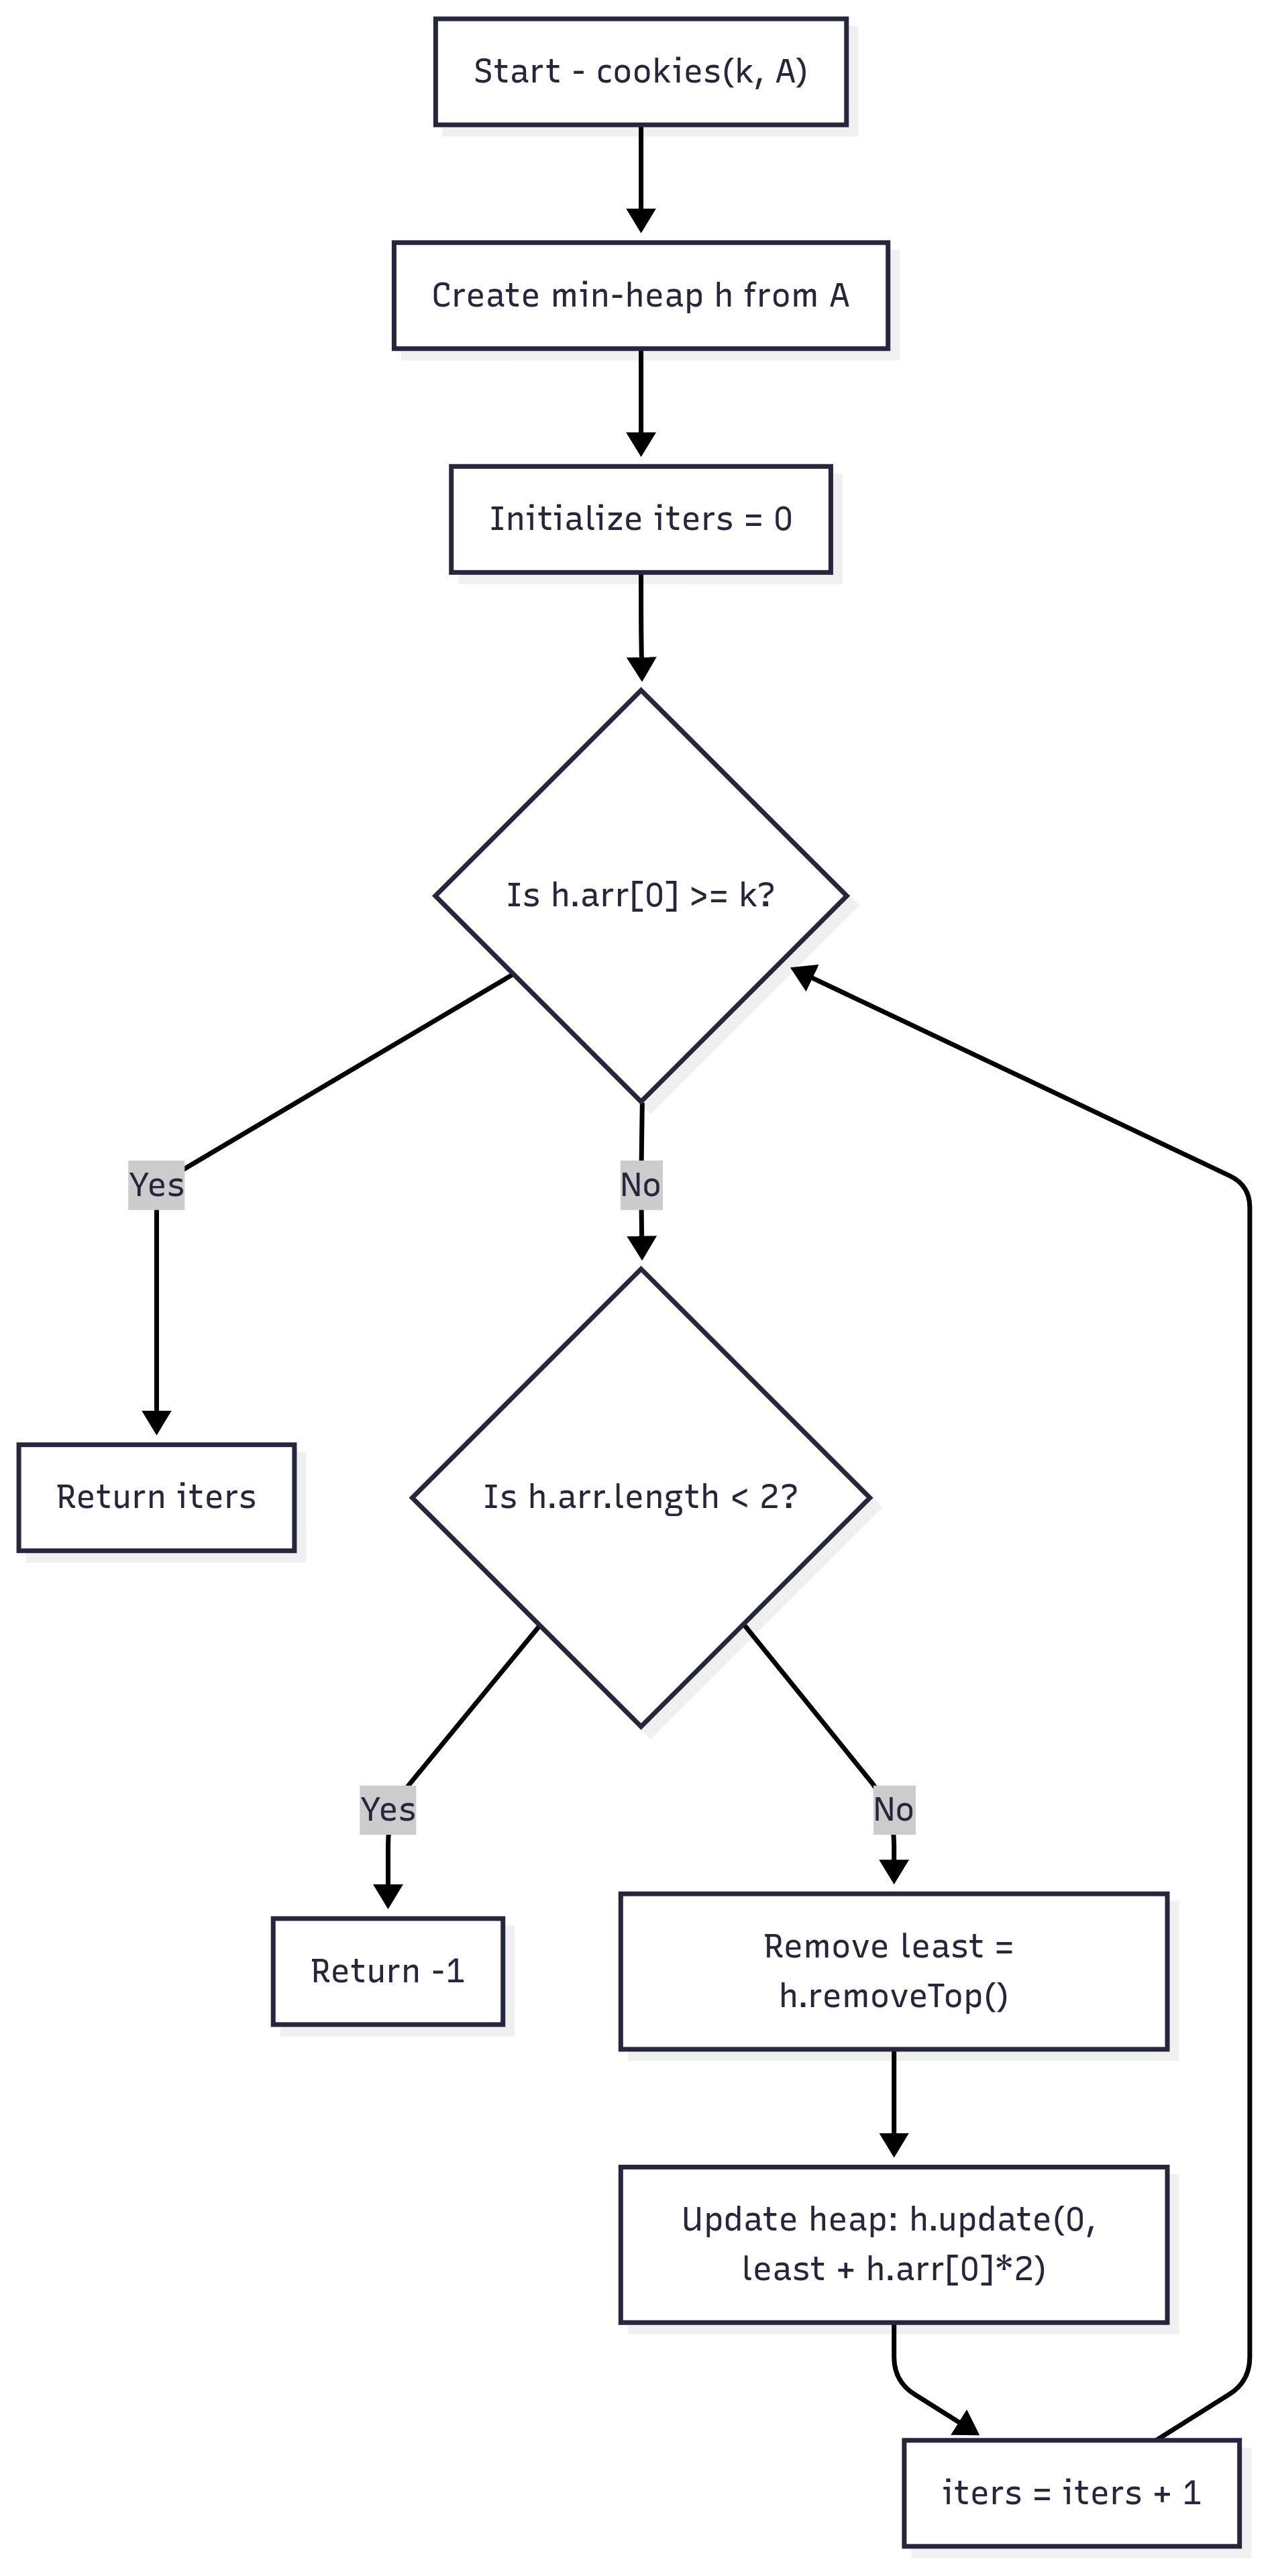 Start - cookies(k, A)
Create min-heap h from A
Initialize iters = 0
Is h.arr[0] >= k?
Yes
No
Return iters
Is h.arr.length < 2?
Yes
No
Return -1
Remove least =
h.removeTop()
Update heap: h.update(0,
least + h.arr[0]*2)
iters = iters + 1